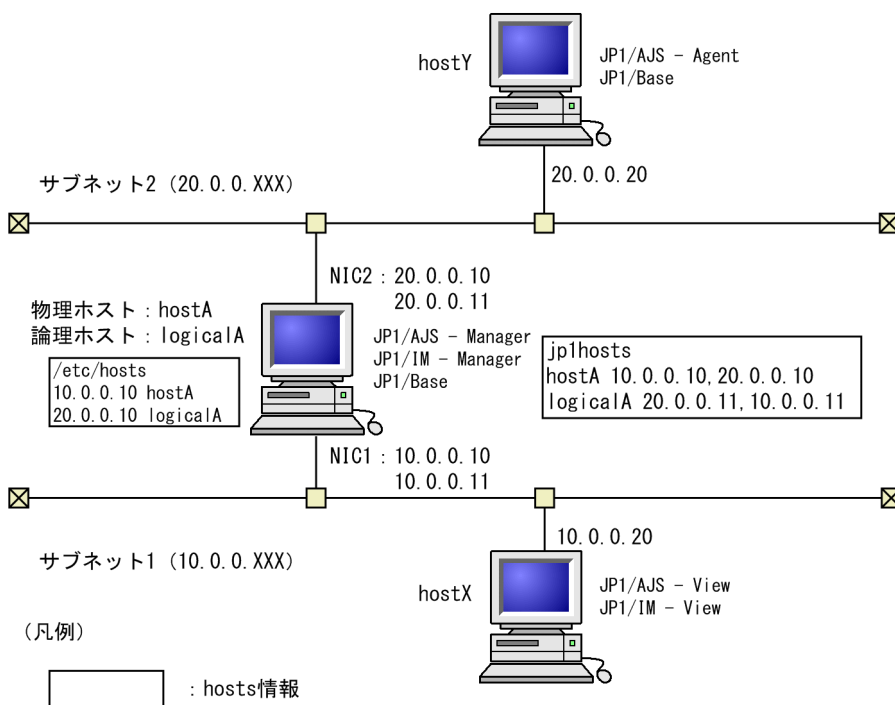 hostY
JP1/AJS - Agent
JP1/Base
20.0.0.20
サブネット2 (20.0.0.XXX)
NIC2：20.0.0.10
20.0.0.11
物理ホスト：hostA
論理ホスト：logicalA
/etc/hosts
10.0.0.10 hostA
20.0.0.10 logicalA
JP1/AJS - Manager
JP1/IM - Manager
JP1/Base
jp1hosts
hostA 10.0.0.10,20.0.0.10
logicalA 20.0.0.11,10.0.0.11
NIC1：10.0.0.10
10.0.0.11
10.0.0.20
サブネット1 (10.0.0.XXX)
hostX
JP1/AJS - View
JP1/IM - View
(凡例)
：hosts情報